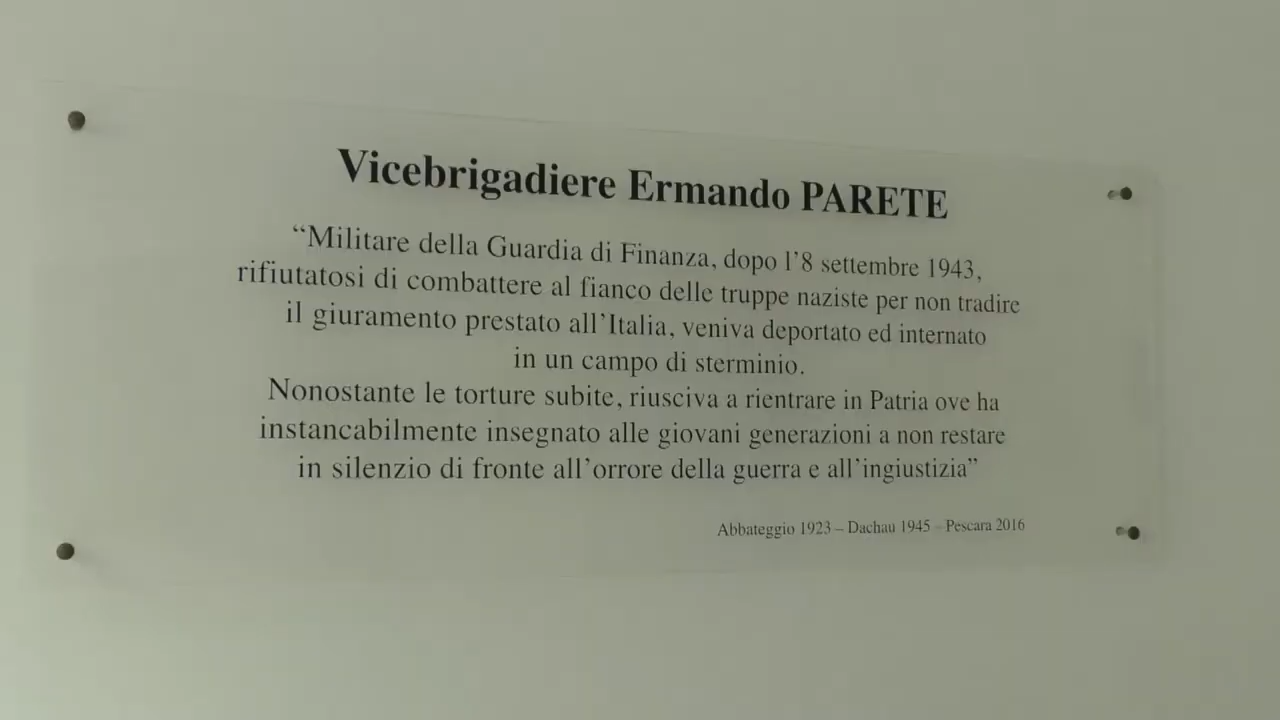 Vicebrigadiere Ermando PARETE
“Militare della Guardia di Finanza, dopo l’8 settembre 1943,
rifiutatosi di combattere al fianco delle truppe naziste per non tradire
il giuramento prestato all’Italia, veniva deportato ed internato
in un campo di sterminio.
Nonostante le torture subite, riusciva a rientrare in Patria ove ha
instancabilmente insegnato alle giovani generazioni a non restare
in silenzio di fronte all’orrore della guerra e all’ingiustizia”
Abbateggio 1923 – Dachau 1945 – Pescara 2016